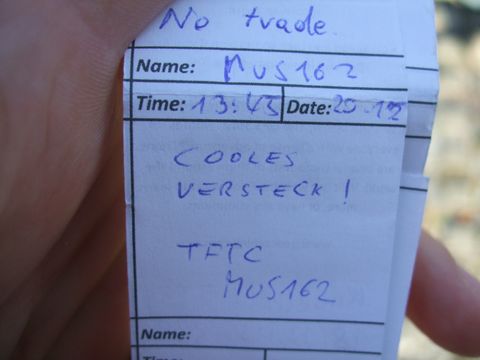 No trade.
Name: MUS162
Time: 13:43 Date: 20.12
COOLES
VERSTECK!
TFTC
MUS162
Name: